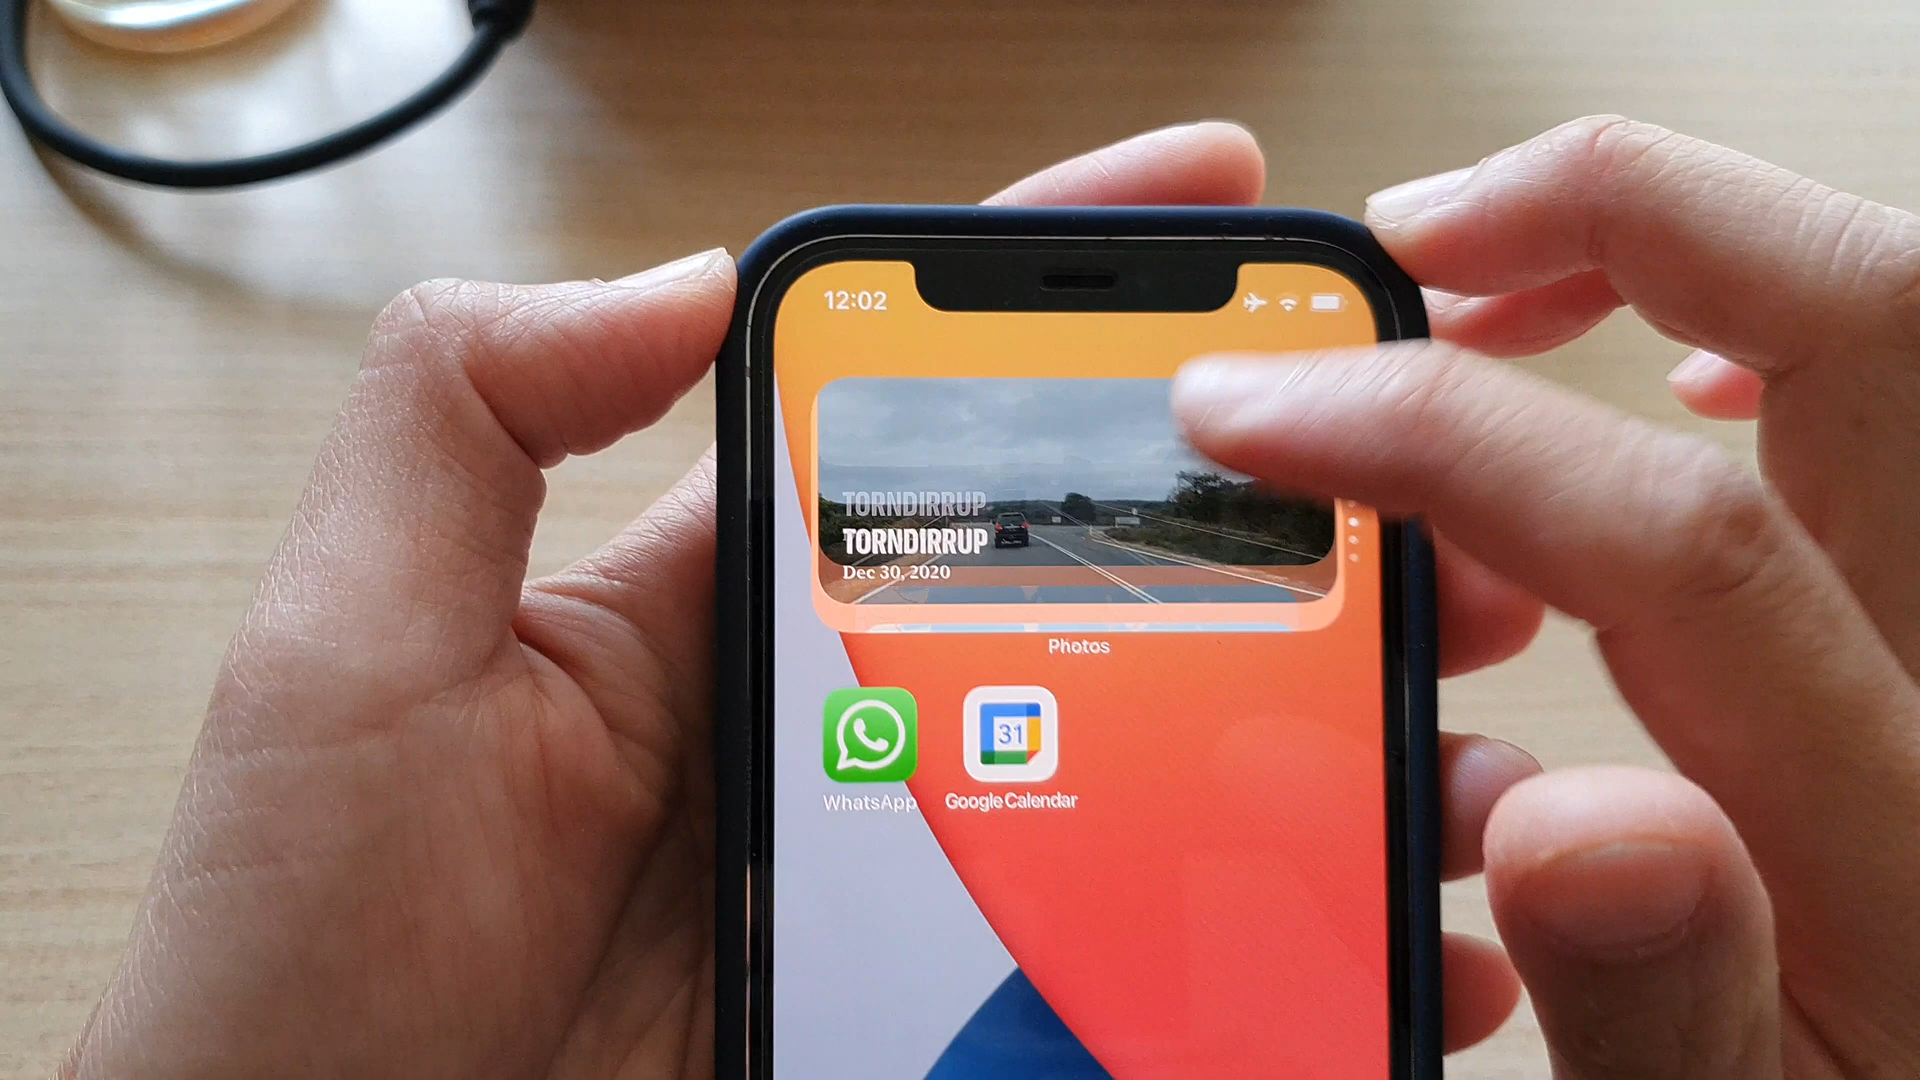 12:02
TORNDIRRUP
TORNDIRRUP
Dec 30, 2020
Photos
31
WhatsApp
Google Calendar